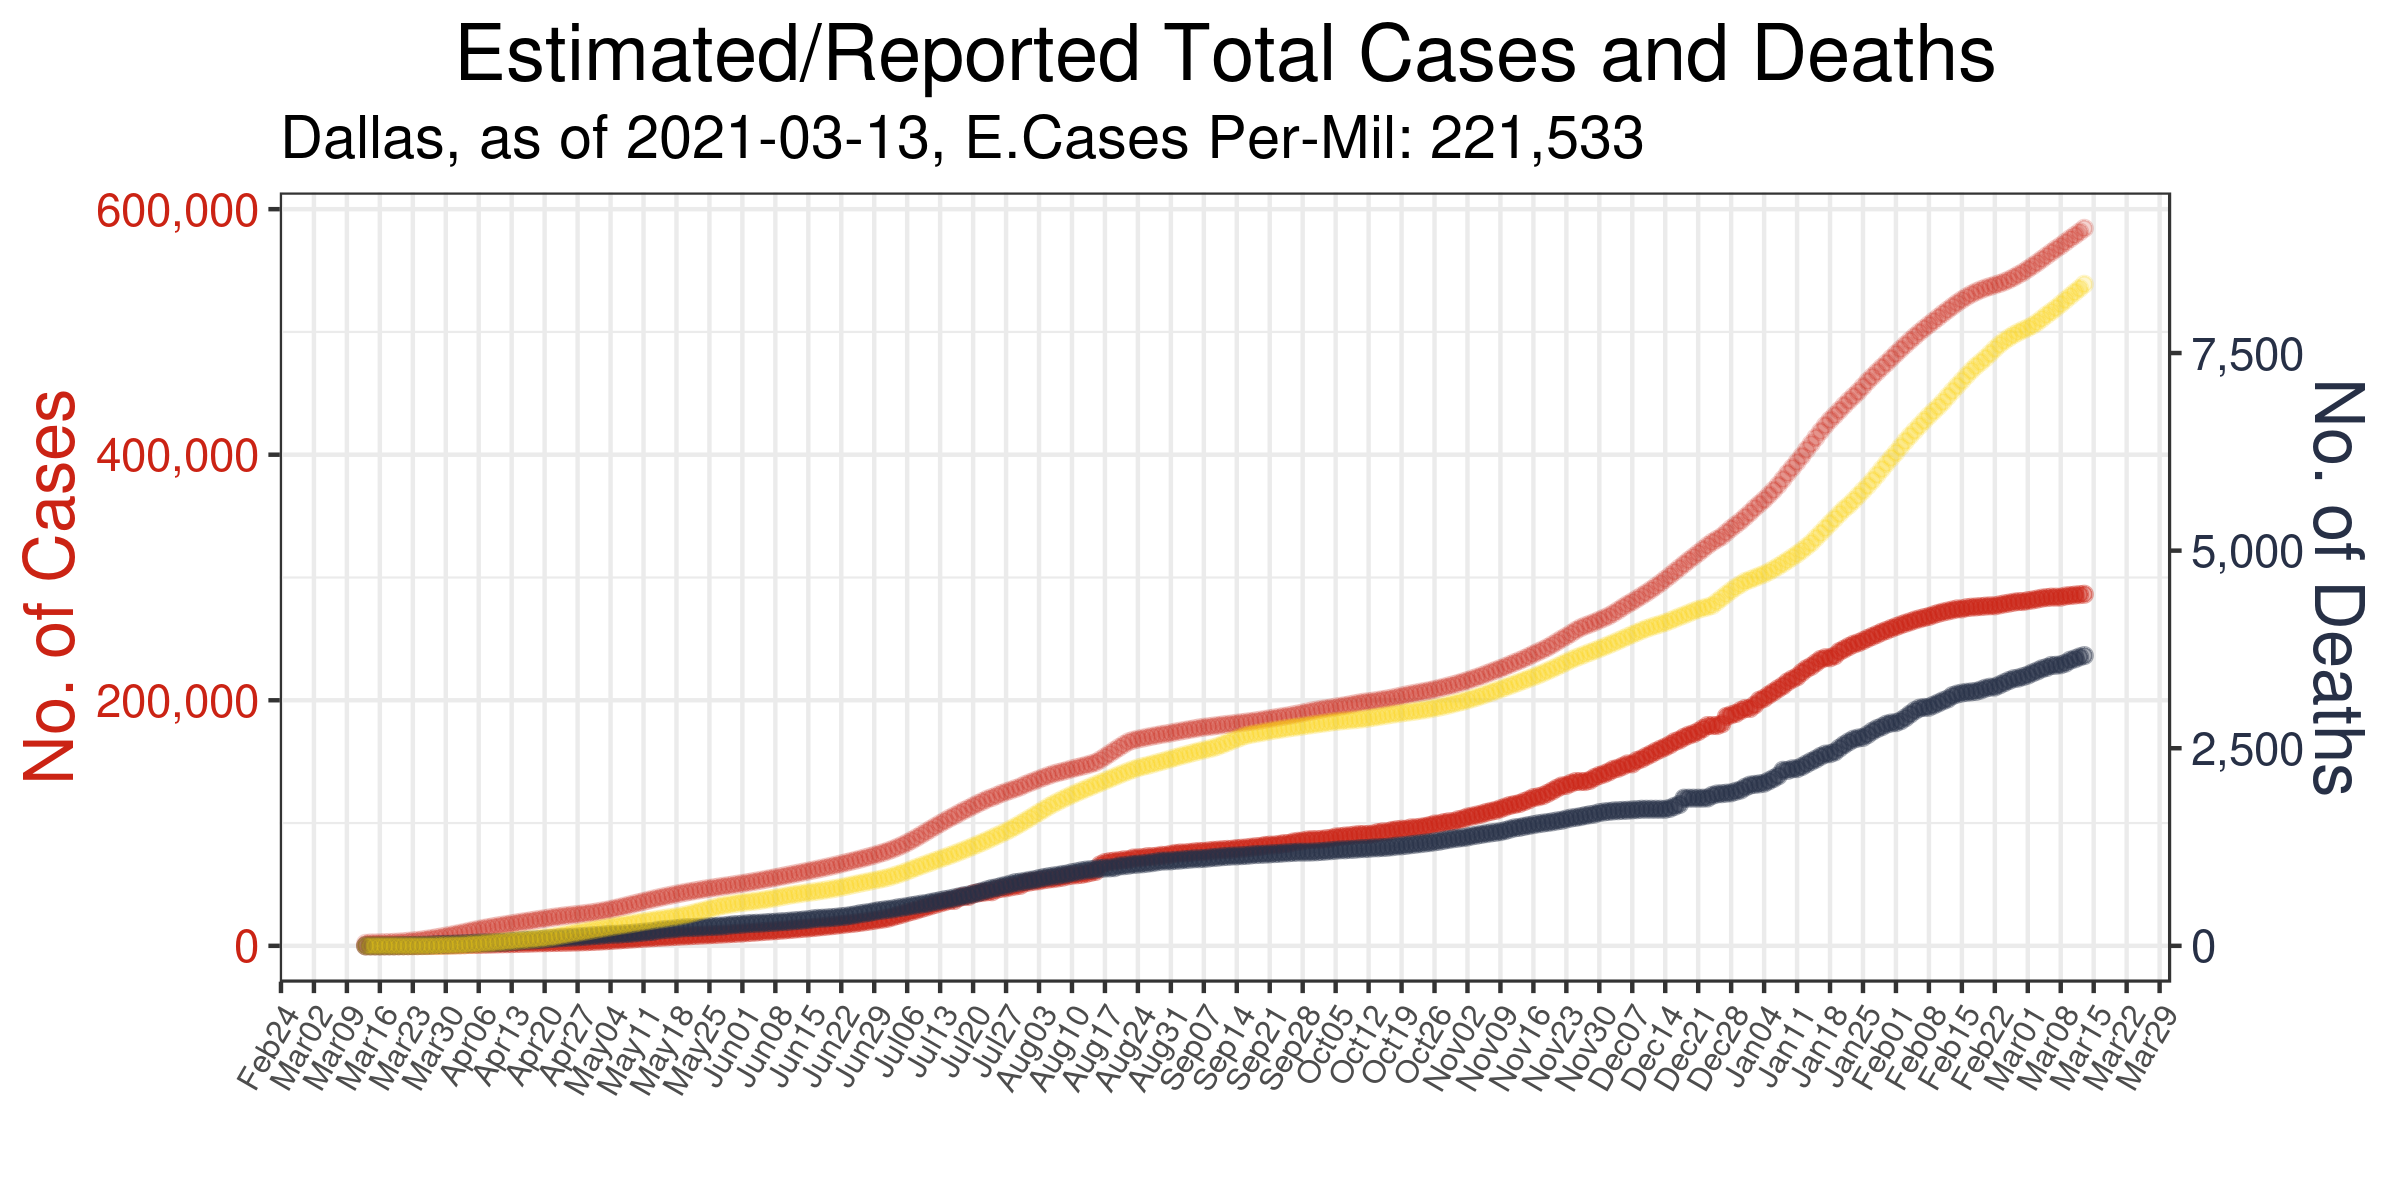 Estimated/Reported Total Cases and Deaths
Dallas, as of 2021-03-13, E.Cases Per-Mil: 221,533
No. of Cases
600,000
400,000
200,000
0
7,500
5,000
2,500
0
No. of Deaths
Feb24 Mar02 Mar09 Mar16 Mar23 Mar30 Apr06 Apr13 Apr20 Apr27 May04 May11 May18 May25 Jun01 Jun08 Jun15 Jun22 Jun29 Jul06 Jul13 Jul20 Jul27 Aug03 Aug10 Aug17 Aug24 Aug31 Sep07 Sep14 Sep21 Sep28 Oct05 Oct12 Oct19 Oct26 Nov02 Nov09 Nov16 Nov23 Nov30 Dec07 Dec14 Dec21 Dec28 Jan04 Jan11 Jan18 Jan25 Feb01 Feb08 Feb15 Feb22 Mar01 Mar08 Mar15 Mar22 Mar29